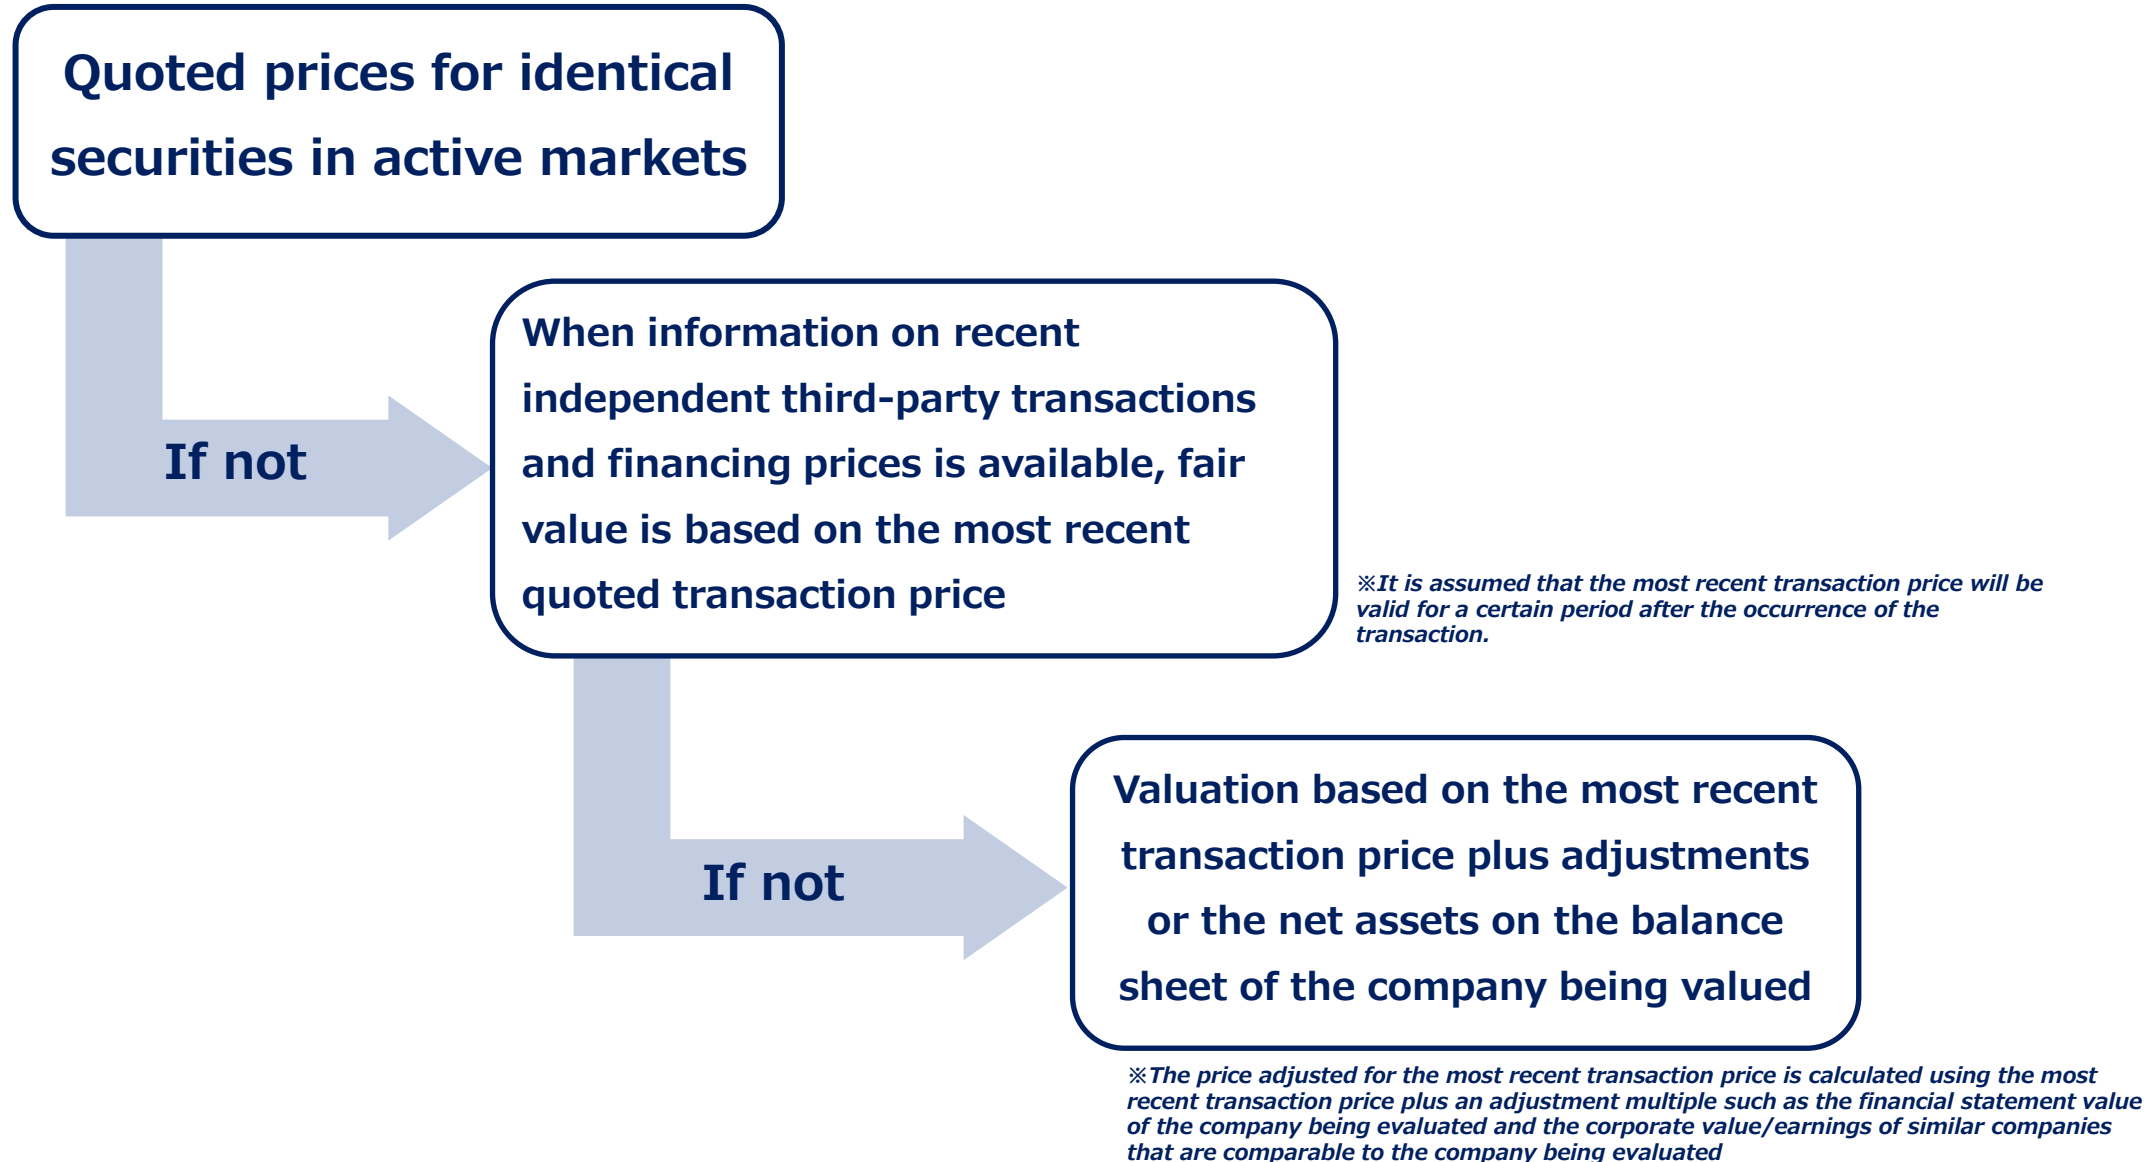 Quoted prices for identical
securities in active markets
If not
When information on recent
independent third-party transactions
and financing prices is available, fair
value is based on the most recent
quoted transaction price
※It is assumed that the most recent transaction price will be
valid for a certain period after the occurrence of the
transaction.
If not
Valuation based on the most recent
transaction price plus adjustments
or the net assets on the balance
sheet of the company being valued
※The price adjusted for the most recent transaction price is calculated using the most
recent transaction price plus an adjustment multiple such as the financial statement value
of the company being evaluated and the corporate value/earnings of similar companies
that are comparable to the company being evaluated